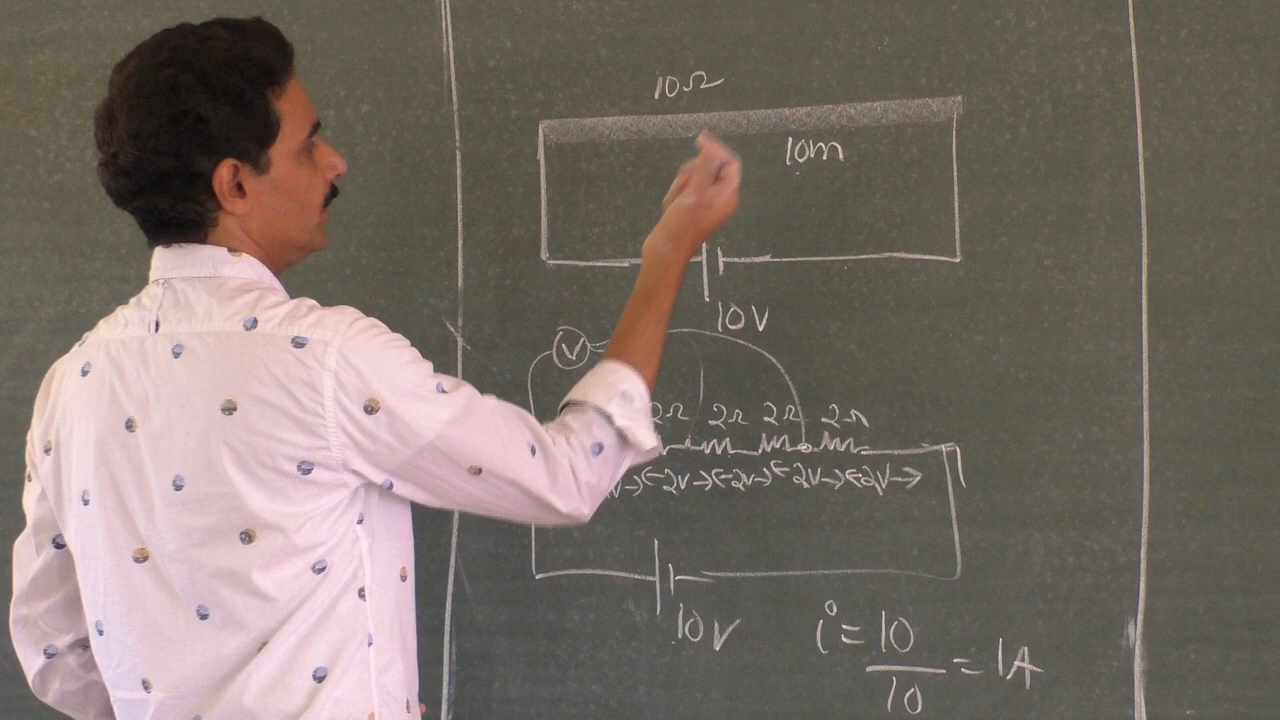 10Ω
10m
10V
V
2Ω 2Ω 2Ω 2Ω
V→ ←2V→ ←2V→ ←2V→ ←2V→
10V
i = 10
10 = 1A